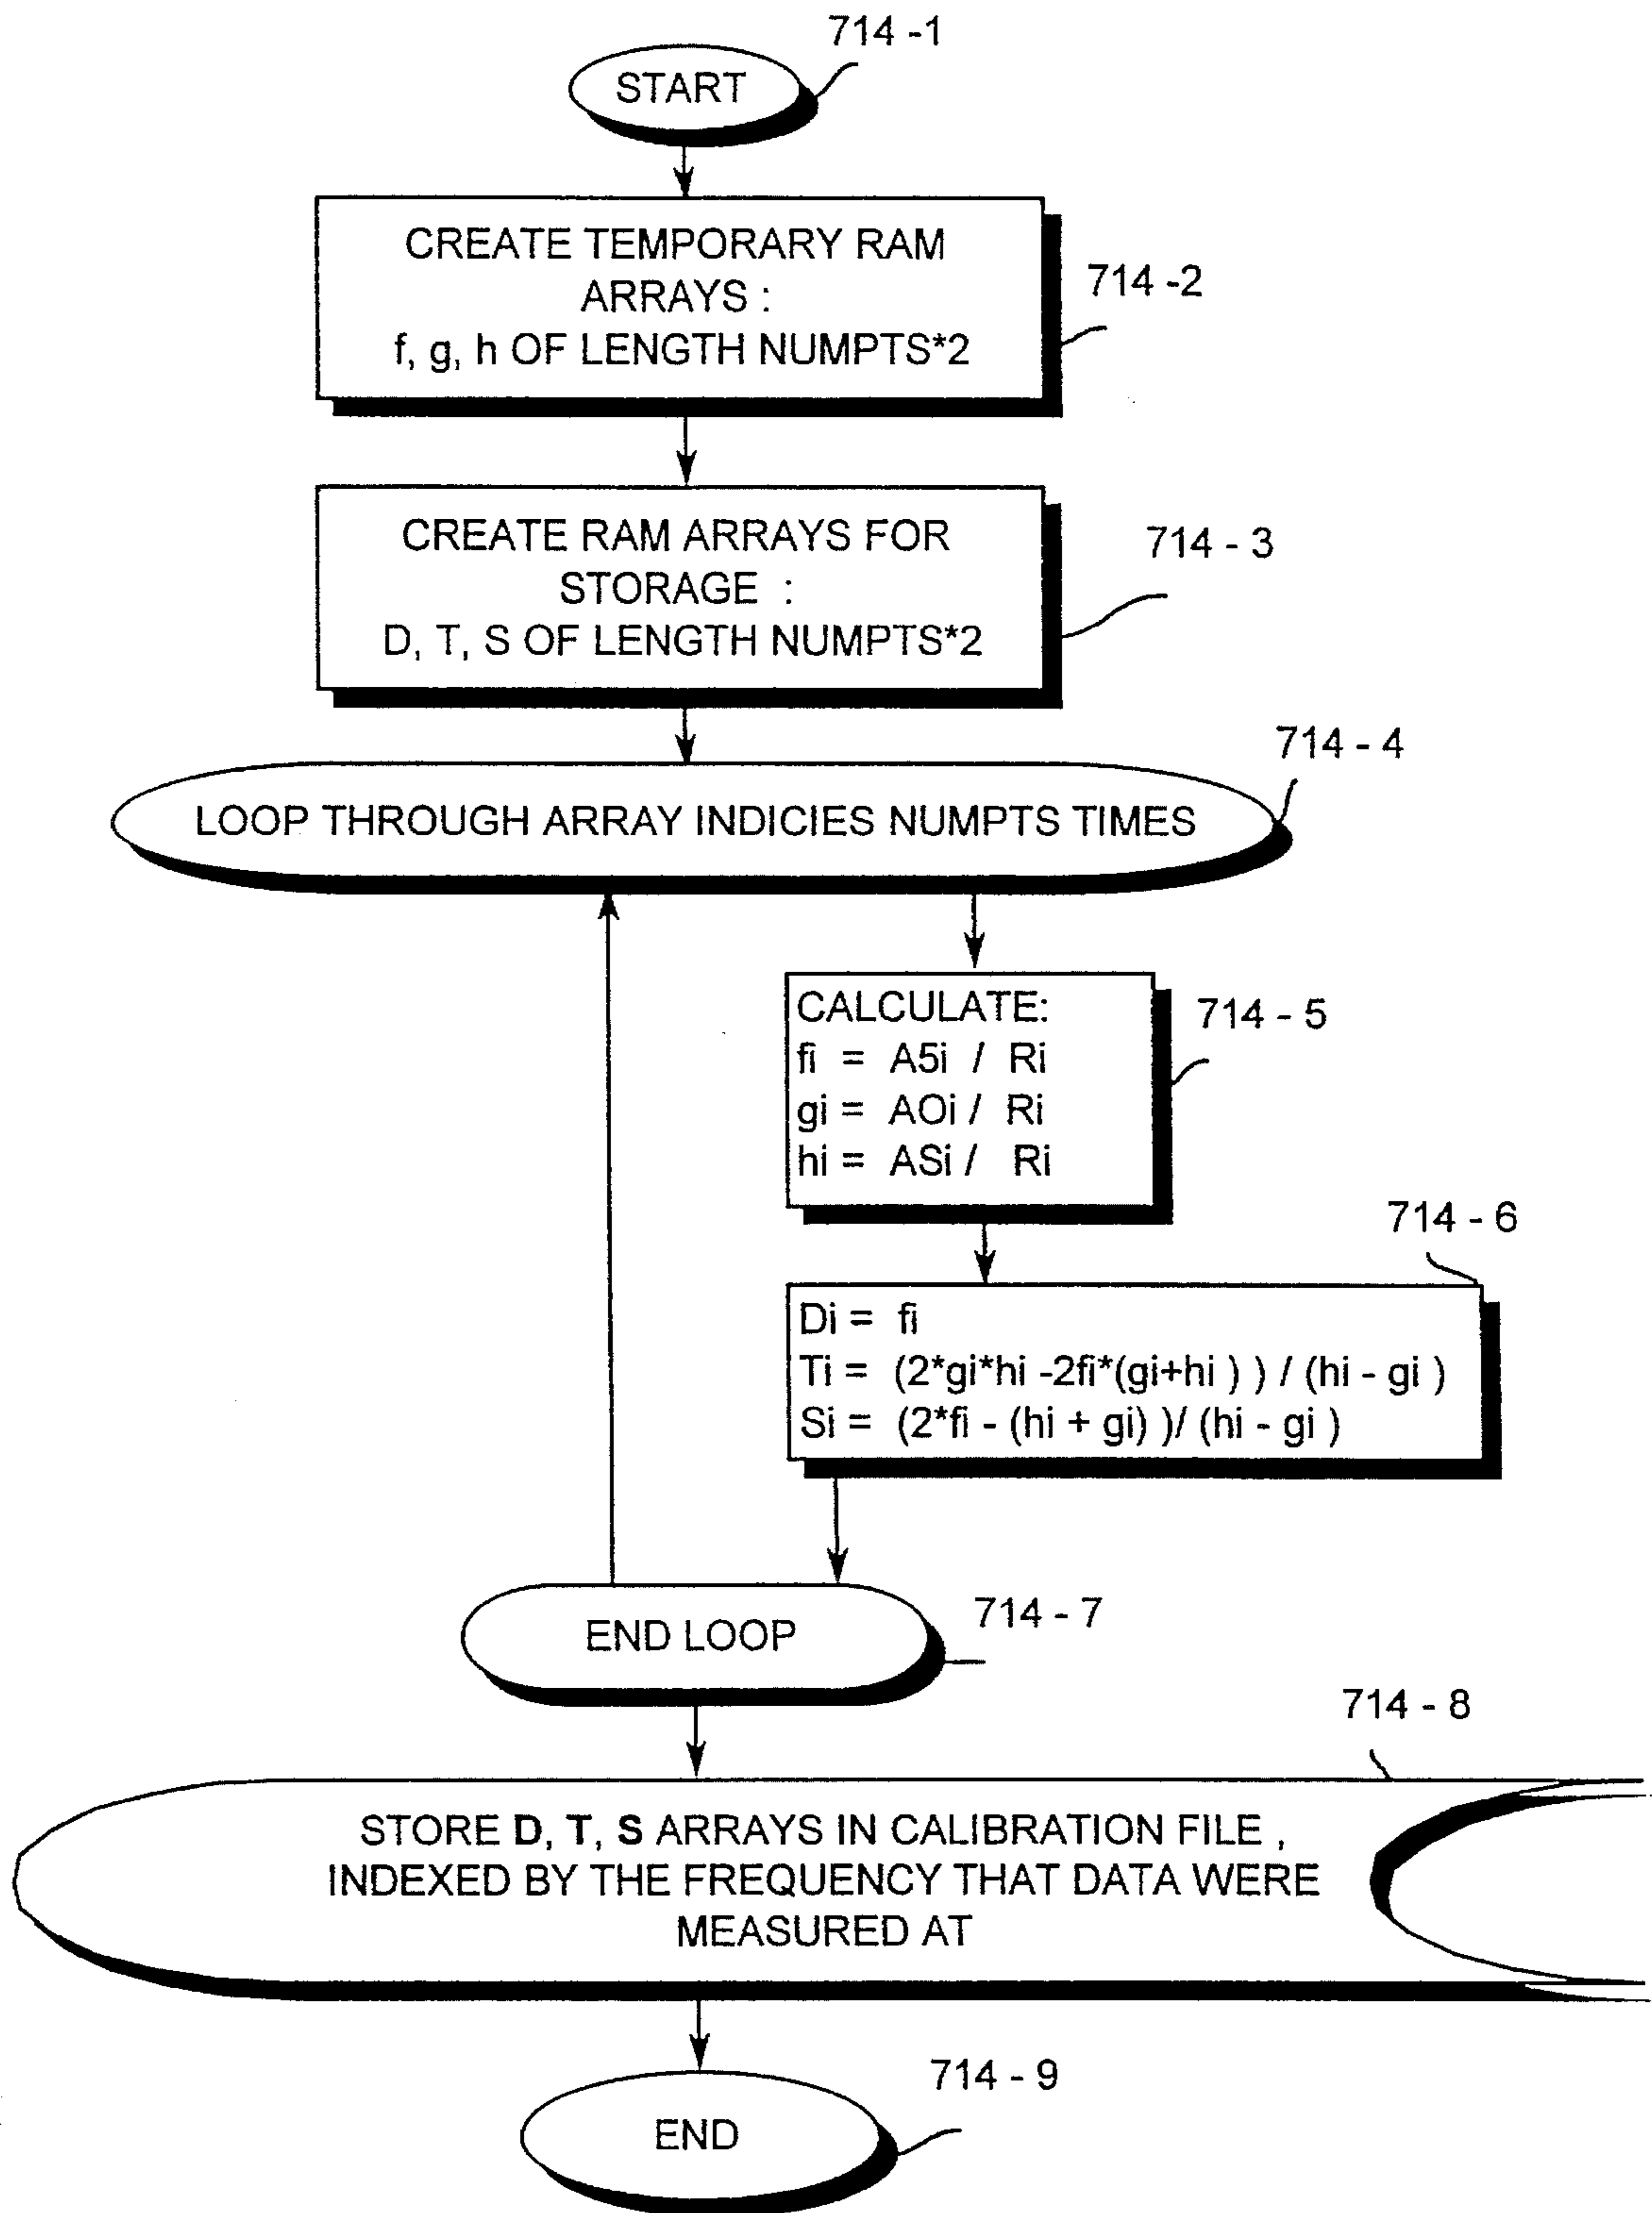 714 -1
START
CREATE TEMPORARY RAM
ARRAYS :
f, g, h OF LENGTH NUMPTS*2
714 -2
CREATE RAM ARRAYS FOR
STORAGE :
D, T, S OF LENGTH NUMPTS*2
714 - 3
714 - 4
LOOP THROUGH ARRAY INDICIES NUMPTS TIMES
CALCULATE:
fi = A5i / Ri
gi = AOi / Ri
hi = ASi / Ri
714 - 5
714 - 6
Di = fi
Ti = (2*gi*hi -2fi*(gi+hi ) ) / (hi - gi )
Si = (2*fi - (hi + gi) )/ (hi - gi )
END LOOP
714 - 7
714 - 8
STORE D, T, S ARRAYS IN CALIBRATION FILE ,
INDEXED BY THE FREQUENCY THAT DATA WERE
MEASURED AT
714 - 9
END